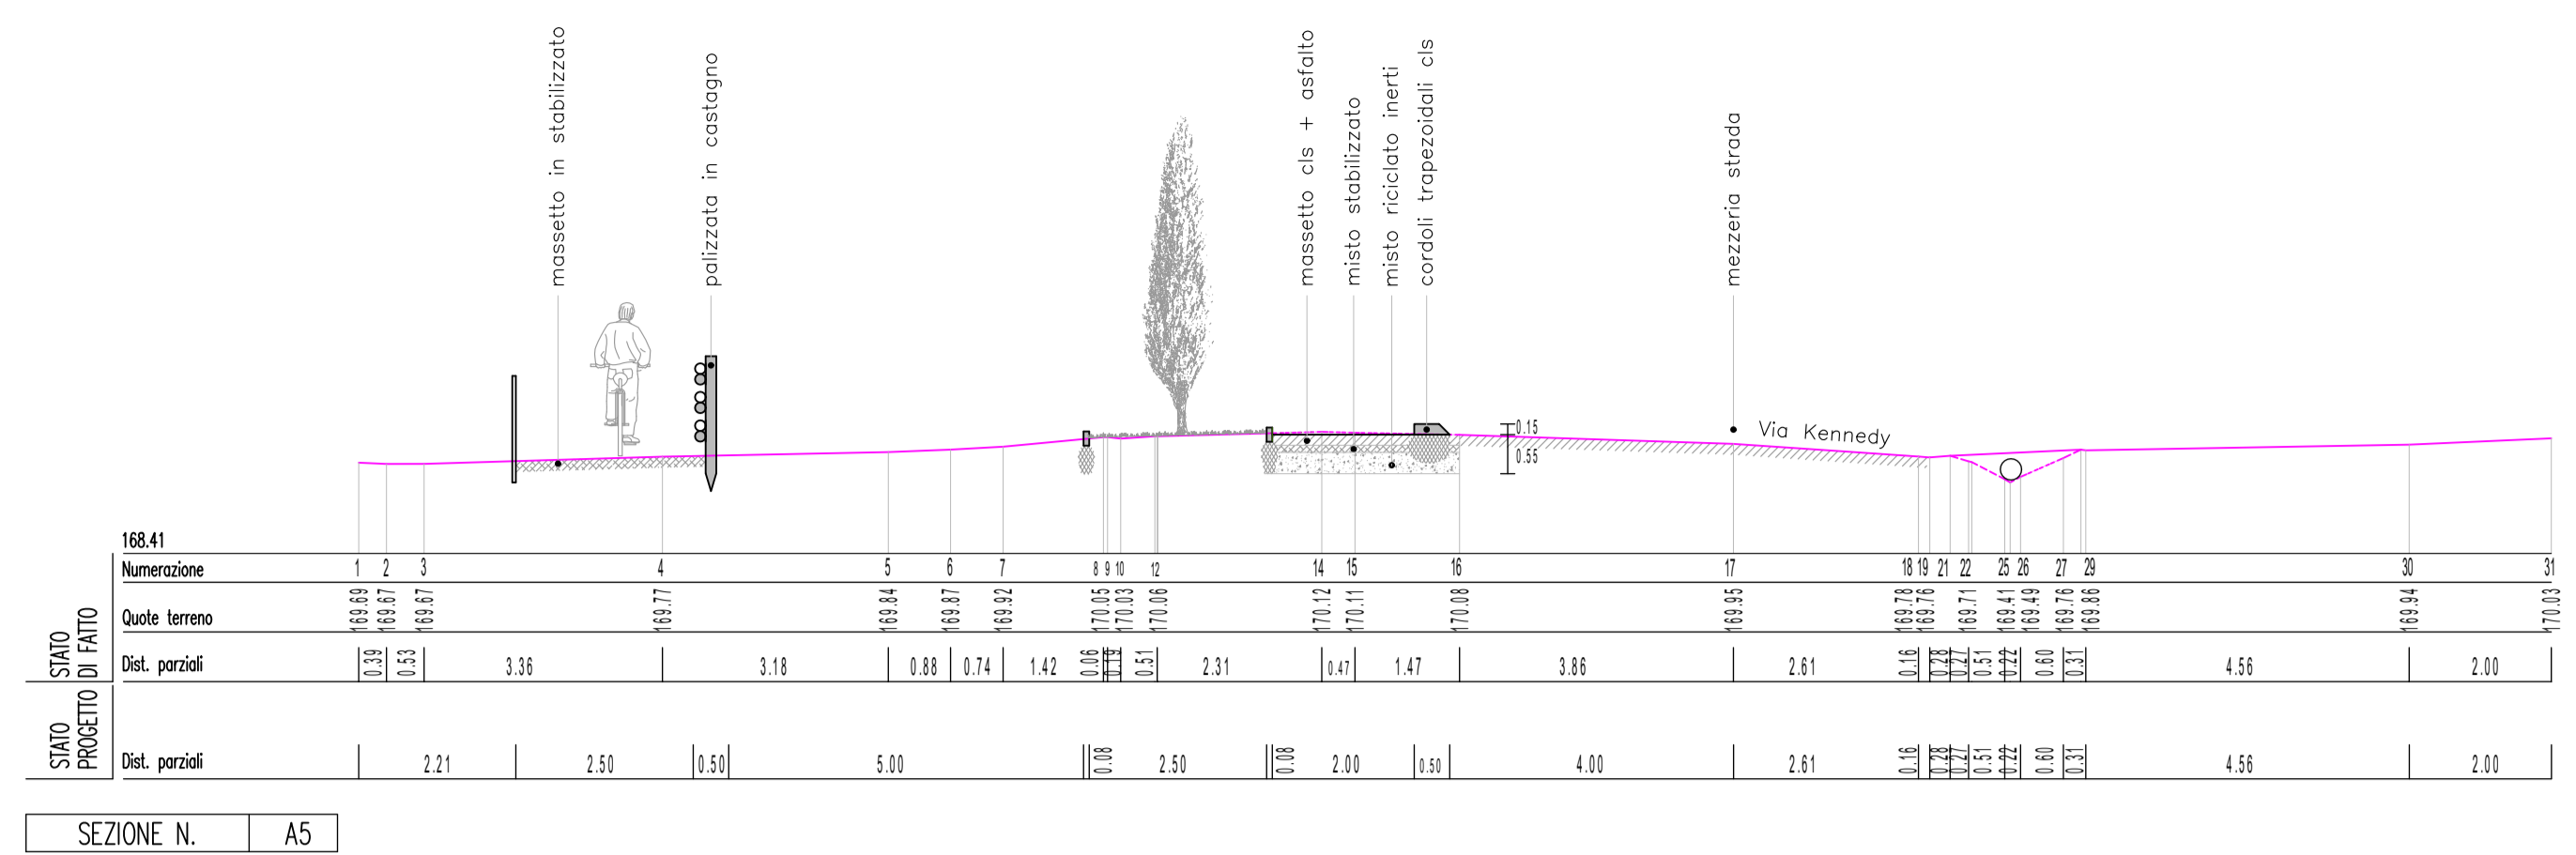 massetto in stabilizzato
palizzata in castagno
massetto cls + asfalto
misto stabilizzato
misto riciclato inerti
cordoli trapezoidali cls
mezzeria strada
0.15
Via Kennedy
0.55
168.41
Numerazione 1 2 3 4 5 6 7 8 9 10 12 14 15 16 17 18 19 21 22 25 26 27 29 30 31
STATO DI FATTO
Quote terreno 169.69 169.67 169.67 169.77 169.84 169.87 169.92 170.05 170.03 170.06 170.12 170.11 170.08 169.95 169.78 169.76 169.71 169.41 169.49 169.76 169.86 169.94 170.03
Dist. parziali 0.39 0.53 3.36 3.18 0.88 0.74 1.42 0.06 0.51 2.31 0.47 1.47 3.86 2.61 0.16 0.28 0.27 0.51 0.22 0.60 0.31 4.56 2.00
STATO PROGETTO
Dist. parziali 2.21 2.50 0.50 5.00 0.08 2.50 0.08 2.00 0.50 4.00 2.61 0.16 0.28 0.27 0.51 0.22 0.60 0.31 4.56 2.00
SEZIONE N. A5